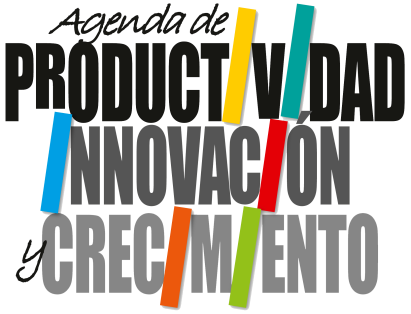 Agenda de
PRODUCTIVIDAD
INNOVACIÓN
y CRECIMIENTO